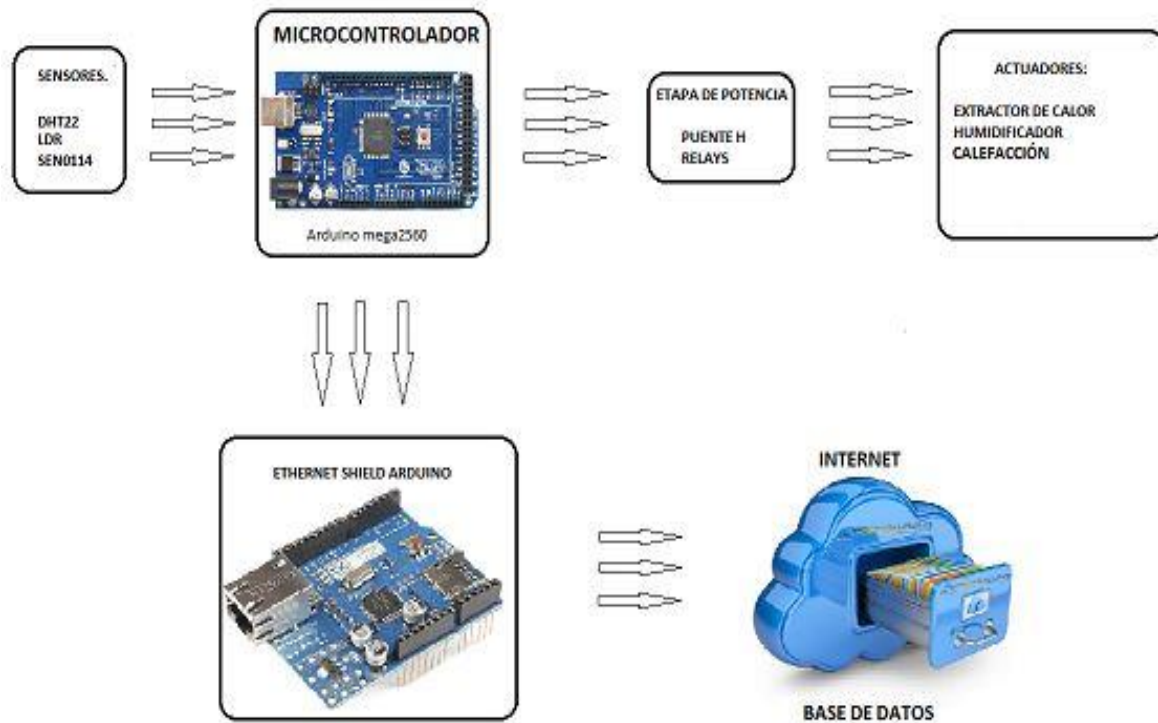 SENSORES.
DHT22
LDR
SEN0114
MICROCONTROLADOR
Arduino mega2560
ETAPA DE POTENCIA
PUENTE H
RELAYS
ACTUADORES:
EXTRACTOR DE CALOR
HUMIDIFICADOR
CALEFACCIÓN
ETHERNET SHIELD ARDUINO
INTERNET
BASE DE DATOS